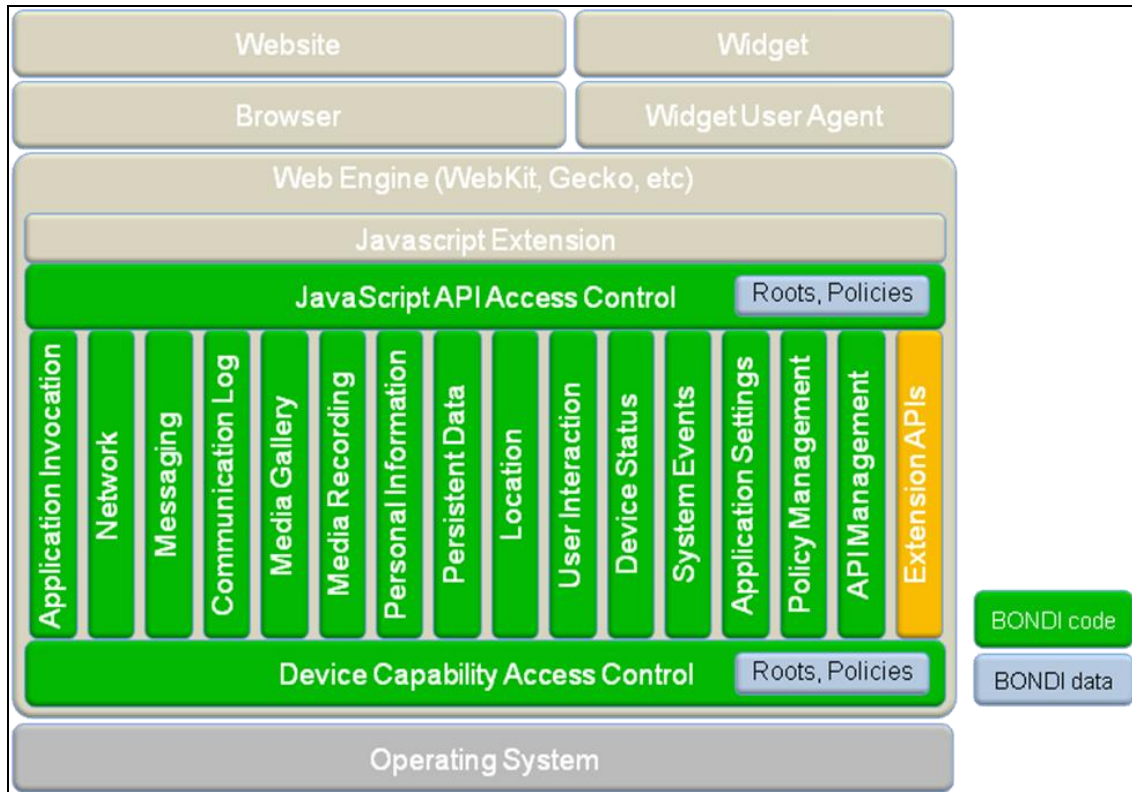 Website
Widget
Browser
Widget User Agent
Web Engine (WebKit, Gecko, etc)
Javascript Extension
JavaScript API Access Control
Roots, Policies
Application Invocation
Network
Messaging
Communication Log
Media Gallery
Media Recording
Personal Information
Persistent Data
Location
User Interaction
Device Status
System Events
Application Settings
Policy Management
API Management
Extension APIs
BONDI code
Device Capability Access Control
Roots, Policies
BONDI data
Operating System